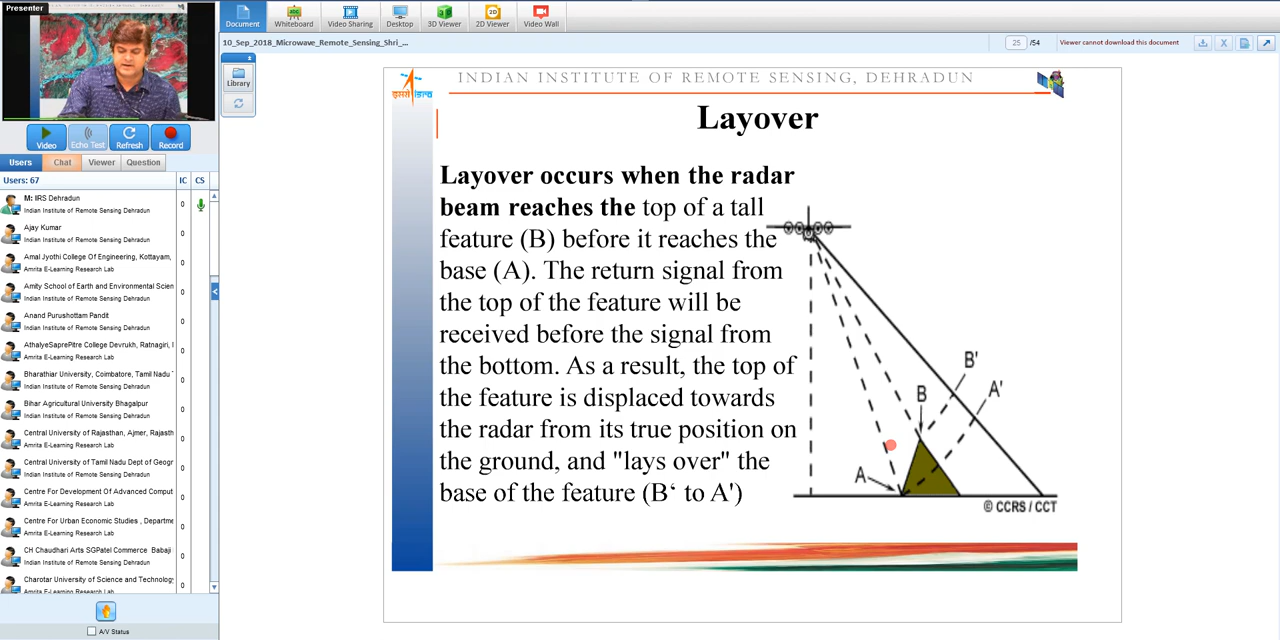 Presenter
Document
Whiteboard
Video Sharing
Desktop
3D Viewer
2D Viewer
Video Wall
10_Sep_2018_Microwave_Remote_Sensing_Shri_...
25 /54
Viewer cannot download this document
Library
Video
Echo Test
Refresh
Record
Users
Chat
Viewer
Question
Users: 67
IC
CS
M: IIRS Dehradun
Indian Institute of Remote Sensing Dehradun
0
Ajay Kumar
Indian Institute of Remote Sensing Dehradun
0
Amal Jyothi College Of Engineering, Kottayam,
Amrita E-Learning Research Lab
0
Amity School of Earth and Environmental Scien
Indian Institute of Remote Sensing Dehradun
0
Anand Purushottam Pandit
Indian Institute of Remote Sensing Dehradun
0
AthalyeSaprePitre College Devrukh, Ratnagiri, I
Amrita E-Learning Research Lab
0
Bharathiar University, Coimbatore, Tamil Nadu
Indian Institute of Remote Sensing Dehradun
0
Bihar Agricultural University Bhagalpur
Indian Institute of Remote Sensing Dehradun
0
Central University of Rajasthan, Ajmer, Rajasth
Amrita E-Learning Research Lab
0
Central University of Tamil Nadu Dept of Geogr
Indian Institute of Remote Sensing Dehradun
0
Centre For Development Of Advanced Comput
Indian Institute of Remote Sensing Dehradun
0
Centre For Urban Economic Studies , Departme
Amrita E-Learning Research Lab
0
CH Chaudhari Arts SGPatel Commerce Babaji
Indian Institute of Remote Sensing Dehradun
0
Charotar University of Science and Technology
Amrita E-Learning Research Lab
0
A/V Status
इसरो isro
INDIAN INSTITUTE OF REMOTE SENSING, DEHRADUN
Layover
Layover occurs when the radar
beam reaches the top of a tall
feature (B) before it reaches the
base (A). The return signal from
the top of the feature will be
received before the signal from
the bottom. As a result, the top of
the feature is displaced towards
the radar from its true position on
the ground, and "lays over" the
base of the feature (B‘ to A')
B'
A'
B
A
© CCRS / CCT